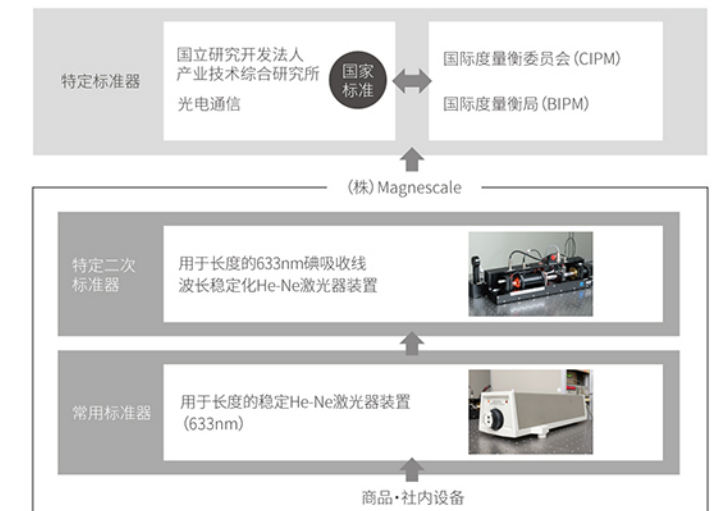 特定标准器
国立研究开发法人
产业技术综合研究所
光电通信
国家
标准
国际度量衡委员会(CIPM)
国际度量衡局(BIPM)
(株)Magnescale
特定二次
标准器
用于长度的633nm碘吸收线
波长稳定化He-Ne激光器装置
常用标准器
用于长度的稳定He-Ne激光器装置
(633nm)
商品•社内设备